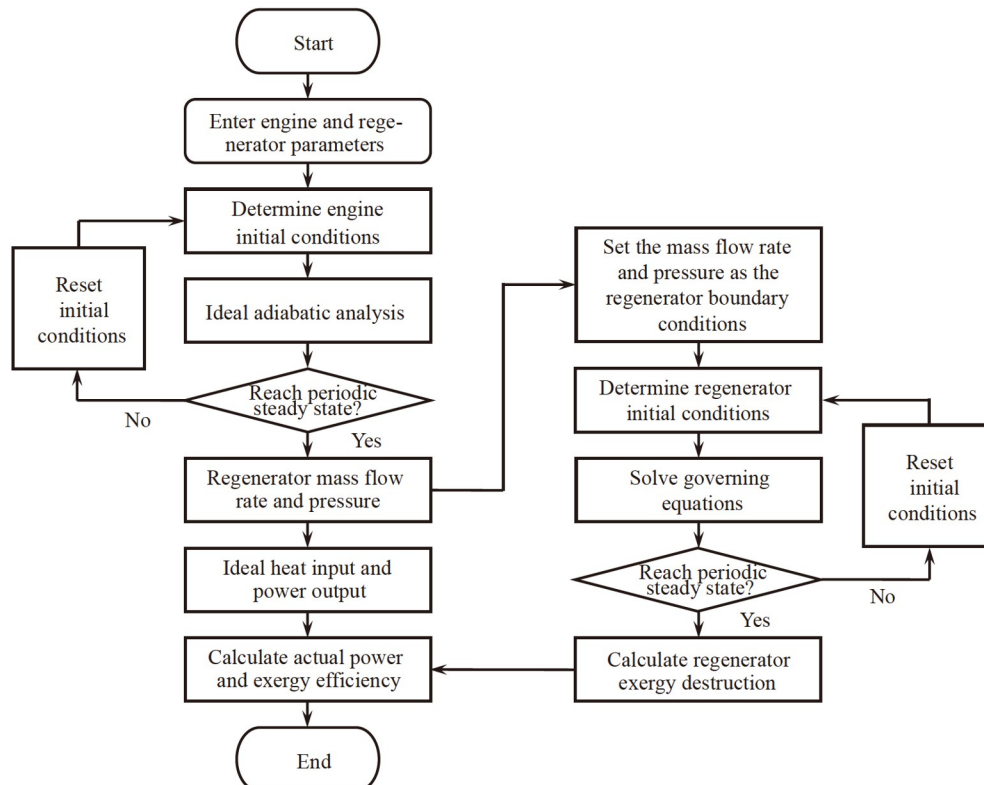 Start
Enter engine and rege-
nerator parameters
Determine engine
initial conditions
Reset
initial
conditions
Ideal adiabatic analysis
Reach periodic
steady state?
No
Yes
Regenerator mass flow
rate and pressure
Ideal heat input and
power output
Calculate actual power
and exergy efficiency
End
Set the mass flow rate
and pressure as the
regenerator boundary
conditions
Determine regenerator
initial conditions
Solve governing
equations
Reset
initial
conditions
Reach periodic
steady state?
No
Yes
Calculate regenerator
exergy destruction